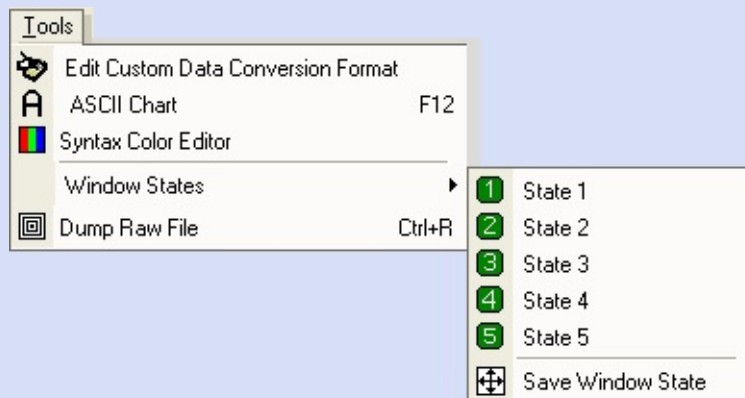 Tools
Edit Custom Data Conversion Format
A ASCII Chart F12
Syntax Color Editor
Window States
Dump Raw File Ctrl+R
1 State 1
2 State 2
3 State 3
4 State 4
5 State 5
Save Window State